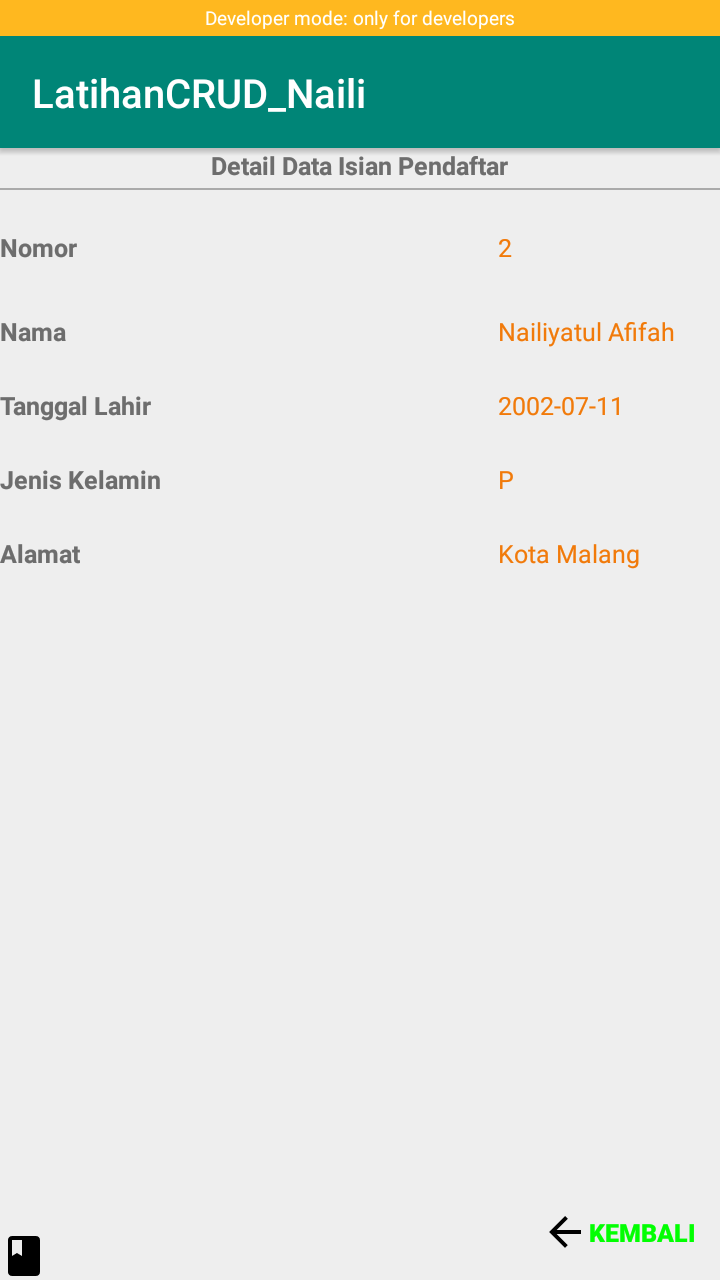 Developer mode: only for developers
LatihanCRUD_Naili
Detail Data Isian Pendaftar
Nomor 2
Nama Nailiyatul Afifah
Tanggal Lahir 2002-07-11
Jenis Kelamin P
Alamat Kota Malang
KEMBALI